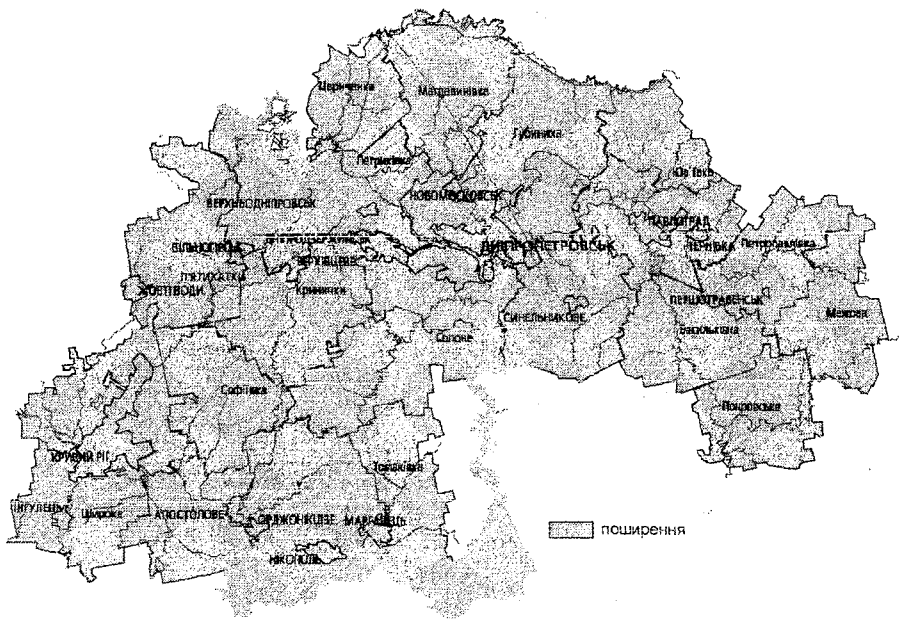 Царичанка
Магдалинівка
Губиниха
Петриківка
Юр'ївка
ВЕРХНЬОДНІПРОВСЬК
НОВОМОСКОВСЬК
ПАВЛОГРАД
ДНІПРОПЕТРОВСЬК
ТЕРНІВКА
Петропавлівка
ВЕРХІВЦЕВЕ
П'ЯТИХАТКИ
ЖОВТІ ВОДИ
Кринички
ПЕРШОТРАВЕНСЬК
Межова
СИНЕЛЬНИКОВЕ
Васильківка
Солоне
Софіївка
Покровське
КРИВИЙ РІГ
Томаківка
ІНГУЛЕЦЬ
Широке
АПОСТОЛОВЕ
ОРДЖОНІКІДЗЕ
МАРГАНЕЦЬ
поширення
НІКОПОЛЬ